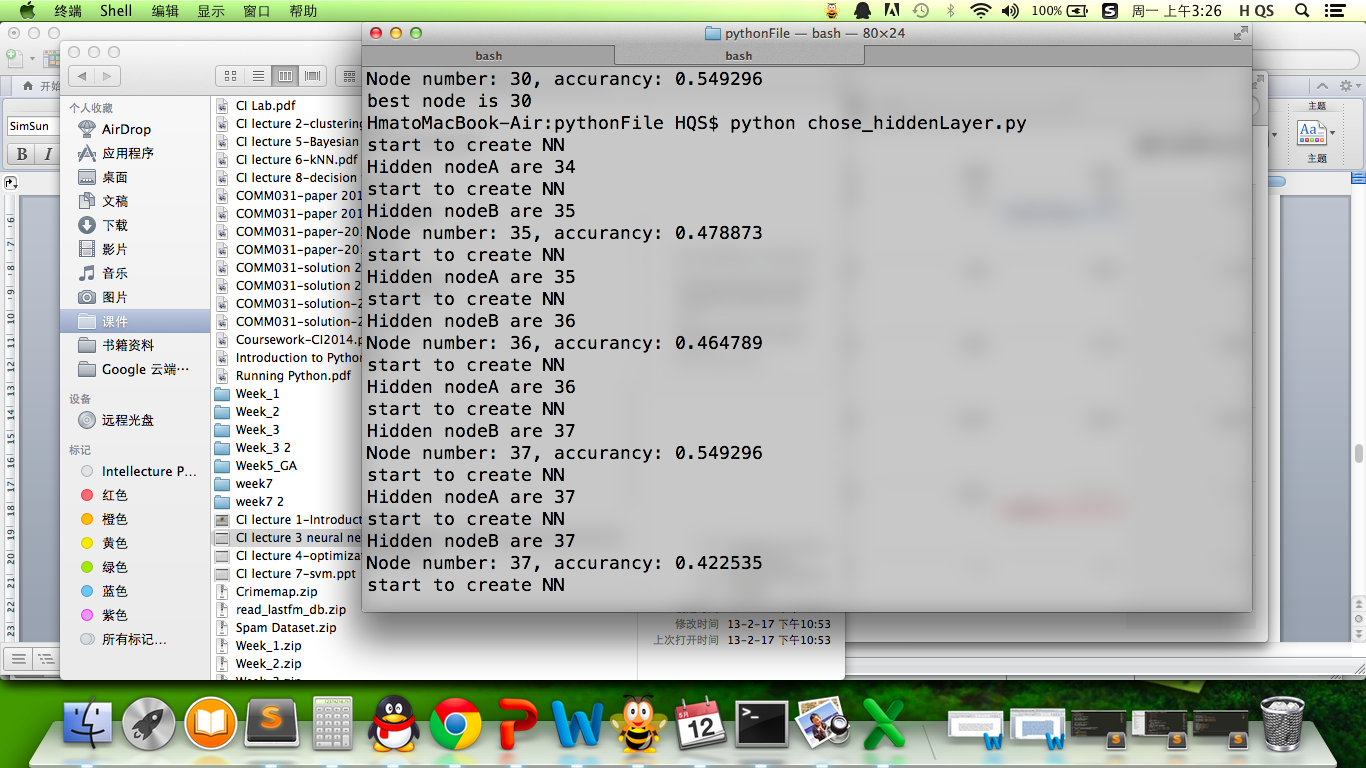 终端 Shell 编辑 显示 窗口 帮助 100% 周一 上午3:26 H QS
pythonFile — bash — 80×24
bash bash
Node number: 30, accurancy: 0.549296
best node is 30
HmatoMacBook-Air:pythonFile HQS$ python chose_hiddenLayer.py
start to create NN
Hidden nodeA are 34
start to create NN
Hidden nodeB are 35
Node number: 35, accurancy: 0.478873
start to create NN
Hidden nodeA are 35
start to create NN
Hidden nodeB are 36
Node number: 36, accurancy: 0.464789
start to create NN
Hidden nodeA are 36
start to create NN
Hidden nodeB are 37
Node number: 37, accurancy: 0.549296
start to create NN
Hidden nodeA are 37
start to create NN
Hidden nodeB are 37
Node number: 37, accurancy: 0.422535
start to create NN
开始
SimSun
B I
个人收藏
AirDrop
应用程序
桌面
文稿
下载
影片
音乐
图片
课件
书籍资料
Google 云端…
设备
远程光盘
标记
Intellecture P...
红色
橙色
黄色
绿色
蓝色
紫色
所有标记…
CI Lab.pdf
CI lecture 2-clustering
CI lecture 5-Bayesian
CI lecture 6-kNN.pdf
CI lecture 8-decision
COMM031-paper 201
COMM031-paper 201
COMM031-paper-20
COMM031-paper-20
COMM031-solution 2
COMM031-solution 2
COMM031-solution-2
COMM031-solution-2
Coursework-CI2014.p
Introduction to Python
Running Python.pdf
Week_1
Week_2
Week_3
Week_3 2
Week5_GA
week7
week7 2
CI lecture 1-Introduct
CI lecture 3 neural ne
CI lecture 4-optimiza
CI lecture 7-svm.ppt
Crimemap.zip
read_lastfm_db.zip
Spam Dataset.zip
Week_1.zip
Week_2.zip
修改时间 13-2-17 下午10:53
上次打开时间 13-2-17 下午10:53
主题
Aa
主题
5月
12